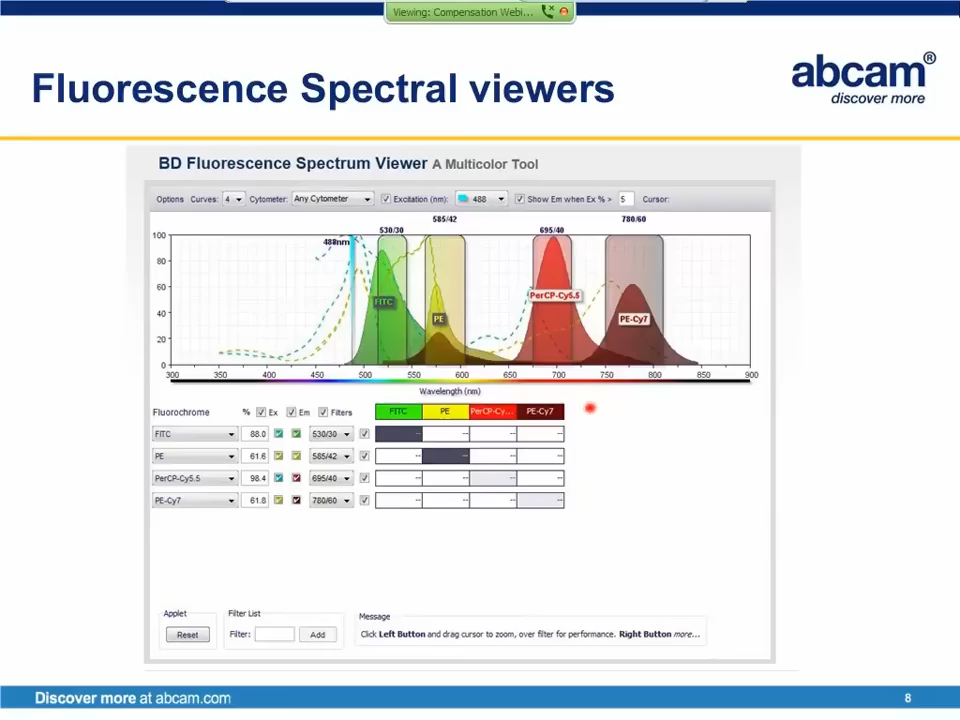 Viewing: Compensation Webi...
Fluorescence Spectral viewers
abcam®
discover more
BD Fluorescence Spectrum Viewer A Multicolor Tool
Options Curves: 4 Cytometer: Any Cytometer Excitation (nm): 488 Show Em when Ex % > 5 Cursor:
585/42 780/60
530/30 695/40
488nm
100
80
60
40
20
0
FITC
PE
PerCP-Cy5.5
PE-Cy7
300 350 400 450 500 550 600 650 700 750 800 850 900
Wavelength (nm)
Fluorochrome % Ex Em Filters FITC PE PerCP-Cy... PE-Cy7
FITC 88.0 530/30 -- -- -- --
PE 61.6 585/42 -- -- -- --
PerCP-Cy5.5 98.4 695/40 -- -- -- --
PE-Cy7 61.8 780/60 -- -- -- --
Applet Filter List Message
Reset Filter: Add Click Left Button and drag cursor to zoom, over filter for performance. Right Button more...
Discover more at abcam.com
8